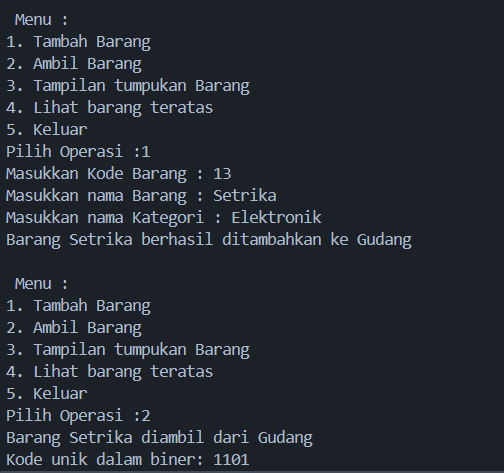 Menu :
1. Tambah Barang
2. Ambil Barang
3. Tampilan tumpukan Barang
4. Lihat barang teratas
5. Keluar
Pilih Operasi :1
Masukkan Kode Barang : 13
Masukkan nama Barang : Setrika
Masukkan nama Kategori : Elektronik
Barang Setrika berhasil ditambahkan ke Gudang

Menu :
1. Tambah Barang
2. Ambil Barang
3. Tampilan tumpukan Barang
4. Lihat barang teratas
5. Keluar
Pilih Operasi :2
Barang Setrika diambil dari Gudang
Kode unik dalam biner: 1101